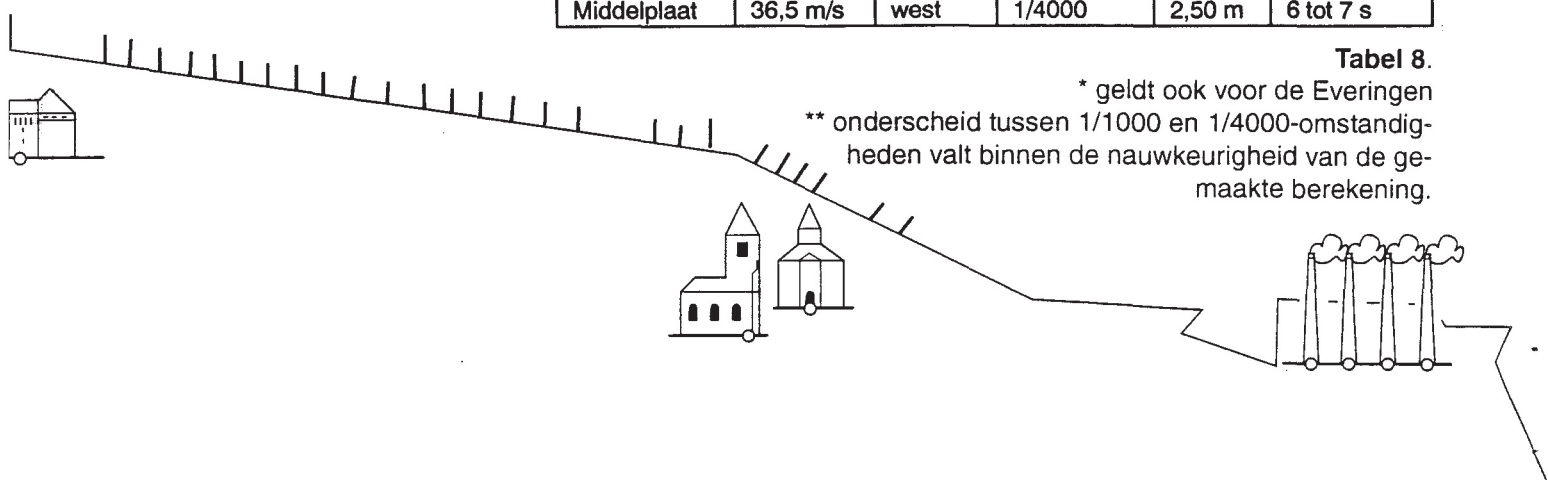 Middelplaat 36,5 m/s west 1/4000 2,50 m 6 tot 7 s
Tabel 8.
* geldt ook voor de Everingen
** onderscheid tussen 1/1000 en 1/4000-omstandig-
heden valt binnen de nauwkeurigheid van de ge-
maakte berekening.